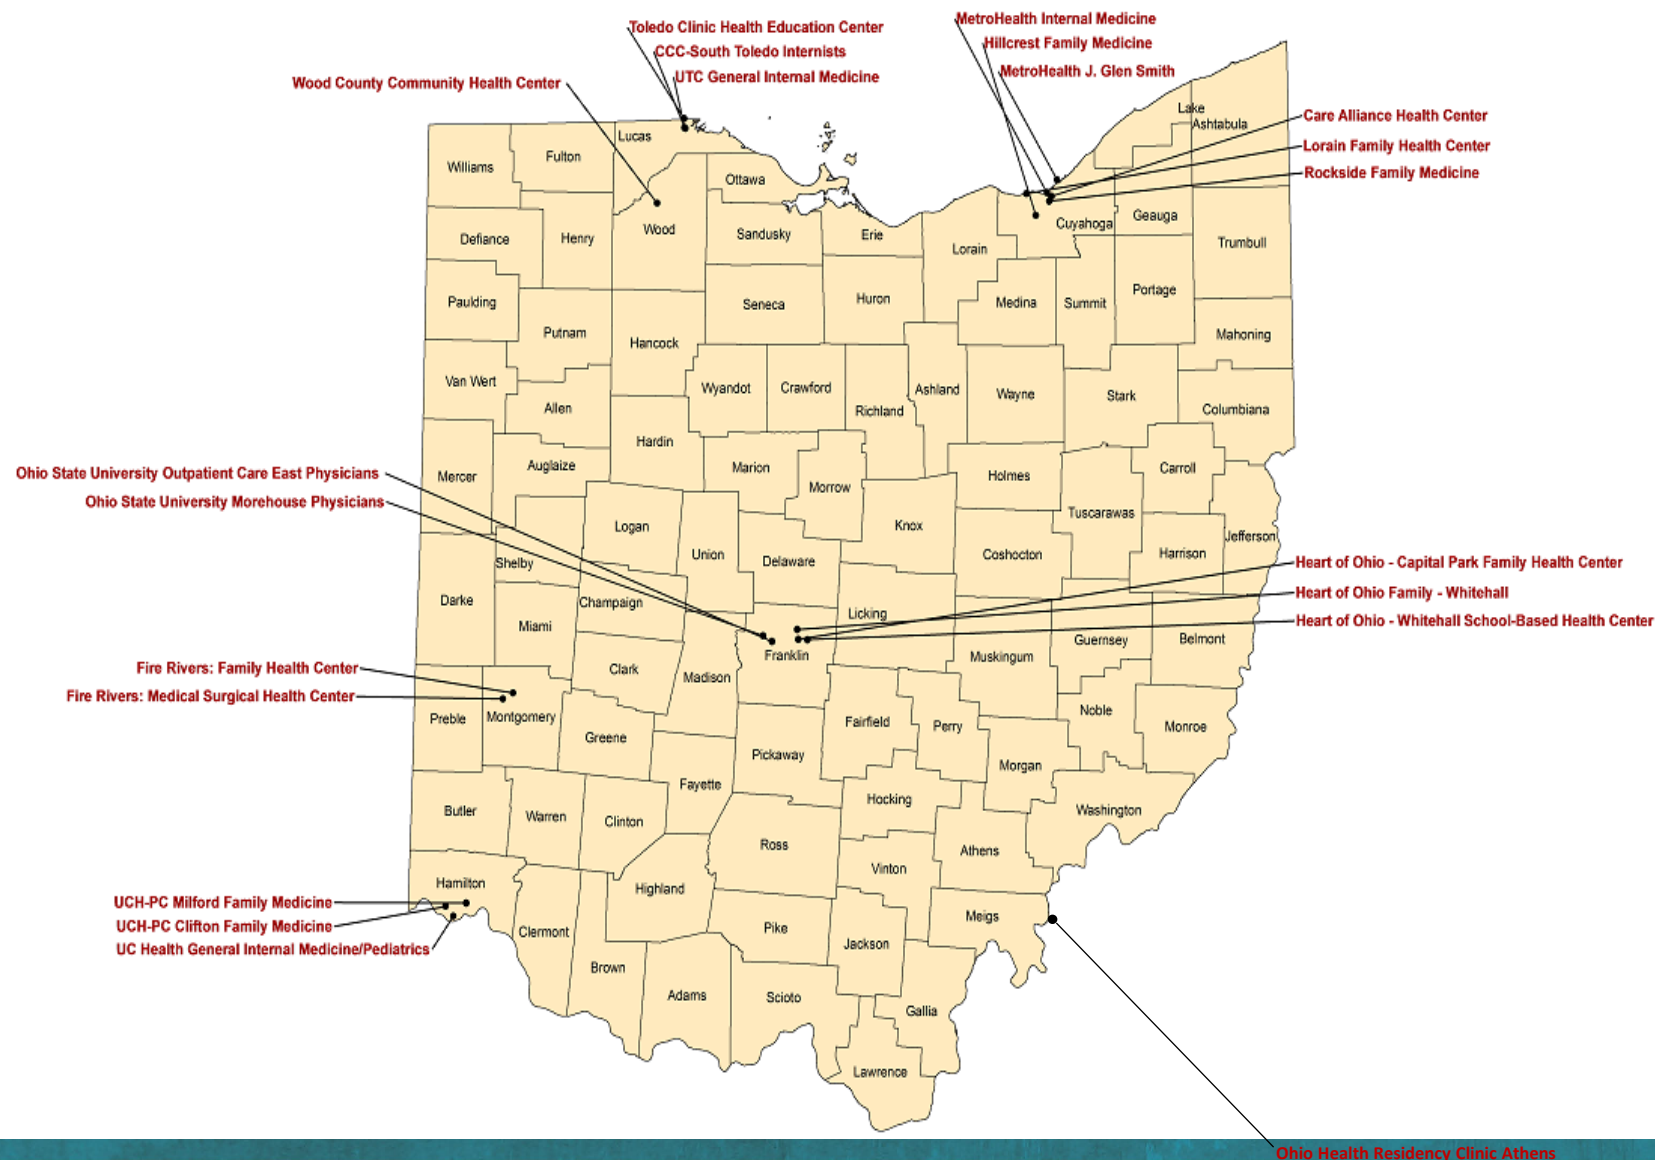 Toledo Clinic Health Education Center
CCC-South Toledo Internists
UTC General Internal Medicine
Wood County Community Health Center
MetroHealth Internal Medicine
Hillcrest Family Medicine
MetroHealth J. Glen Smith
Care Alliance Health Center
Lorain Family Health Center
Rockside Family Medicine
Ohio State University Outpatient Care East Physicians
Ohio State University Morehouse Physicians
Heart of Ohio - Capital Park Family Health Center
Heart of Ohio Family - Whitehall
Heart of Ohio - Whitehall School-Based Health Center
Fire Rivers: Family Health Center
Fire Rivers: Medical Surgical Health Center
UCH-PC Milford Family Medicine
UCH-PC Clifton Family Medicine
UC Health General Internal Medicine/Pediatrics
Ohio Health Residency Clinic Athens
Williams
Fulton
Lucas
Ottawa
Lake
Ashtabula
Defiance
Henry
Wood
Sandusky
Erie
Lorain
Cuyahoga
Geauga
Trumbull
Paulding
Putnam
Hancock
Seneca
Huron
Medina
Summit
Portage
Mahoning
Van Wert
Allen
Wyandot
Crawford
Richland
Ashland
Wayne
Stark
Columbiana
Mercer
Auglaize
Hardin
Marion
Morrow
Holmes
Carroll
Logan
Union
Knox
Tuscarawas
Jefferson
Shelby
Delaware
Coshocton
Harrison
Darke
Champaign
Miami
Licking
Guernsey
Belmont
Clark
Madison
Franklin
Muskingum
Preble
Montgomery
Greene
Fairfield
Perry
Noble
Monroe
Pickaway
Morgan
Fayette
Hocking
Washington
Butler
Warren
Clinton
Ross
Athens
Vinton
Hamilton
Highland
Meigs
Clermont
Pike
Jackson
Brown
Adams
Scioto
Gallia
Lawrence